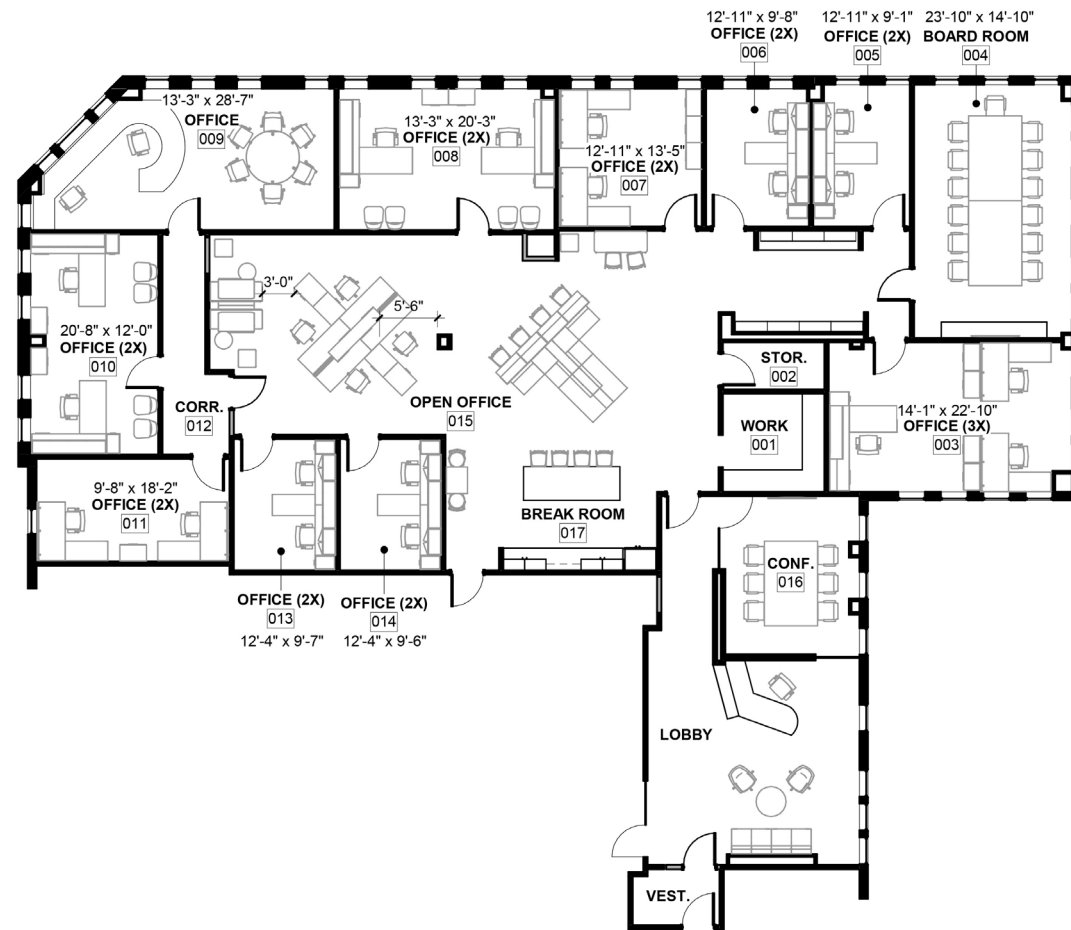 12'-11" x 9'-8"
OFFICE (2X)
006
12'-11" x 9'-1"
OFFICE (2X)
005
23'-10" x 14'-10"
BOARD ROOM
004
13'-3" x 28'-7"
OFFICE
009
13'-3" x 20'-3"
OFFICE (2X)
008
12'-11" x 13'-5"
OFFICE (2X)
007
3'-0"
5'-6"
20'-8" x 12'-0"
OFFICE (2X)
010
CORR.
012
OPEN OFFICE
015
STOR.
002
WORK
001
14'-1" x 22'-10"
OFFICE (3X)
003
9'-8" x 18'-2"
OFFICE (2X)
011
BREAK ROOM
017
CONF.
016
OFFICE (2X)
013
12'-4" x 9'-7"
OFFICE (2X)
014
12'-4" x 9'-6"
LOBBY
VEST.